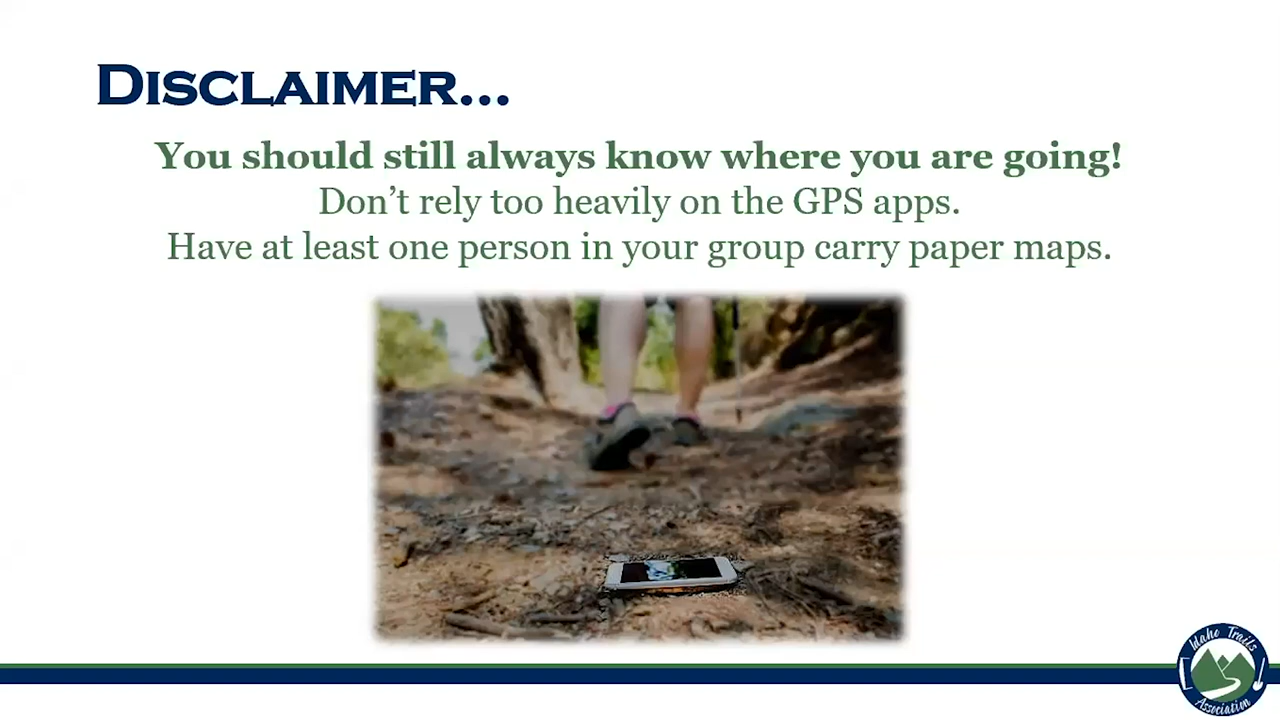 DISCLAIMER...
You should still always know where you are going!
Don't rely too heavily on the GPS apps.
Have at least one person in your group carry paper maps.
Idaho Trails
Association